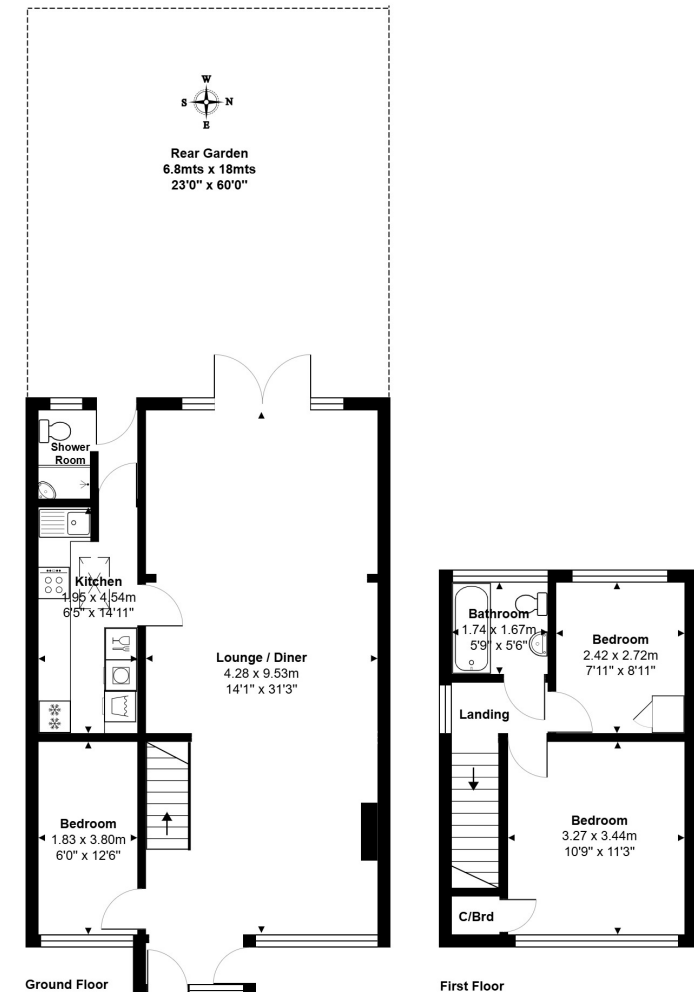 W
S N
E
Rear Garden
6.8mts x 18mts
23'0" x 60'0"
Shower
Room
Kitchen
1.95 x 4.54m
6'5" x 14'11"
Lounge / Diner
4.28 x 9.53m
14'1" x 31'3"
Bedroom
1.83 x 3.80m
6'0" x 12'6"
Ground Floor
Bathroom
1.74 x 1.67m
5'9" x 5'6"
Bedroom
2.42 x 2.72m
7'11" x 8'11"
Landing
Bedroom
3.27 x 3.44m
10'9" x 11'3"
C/Brd
First Floor